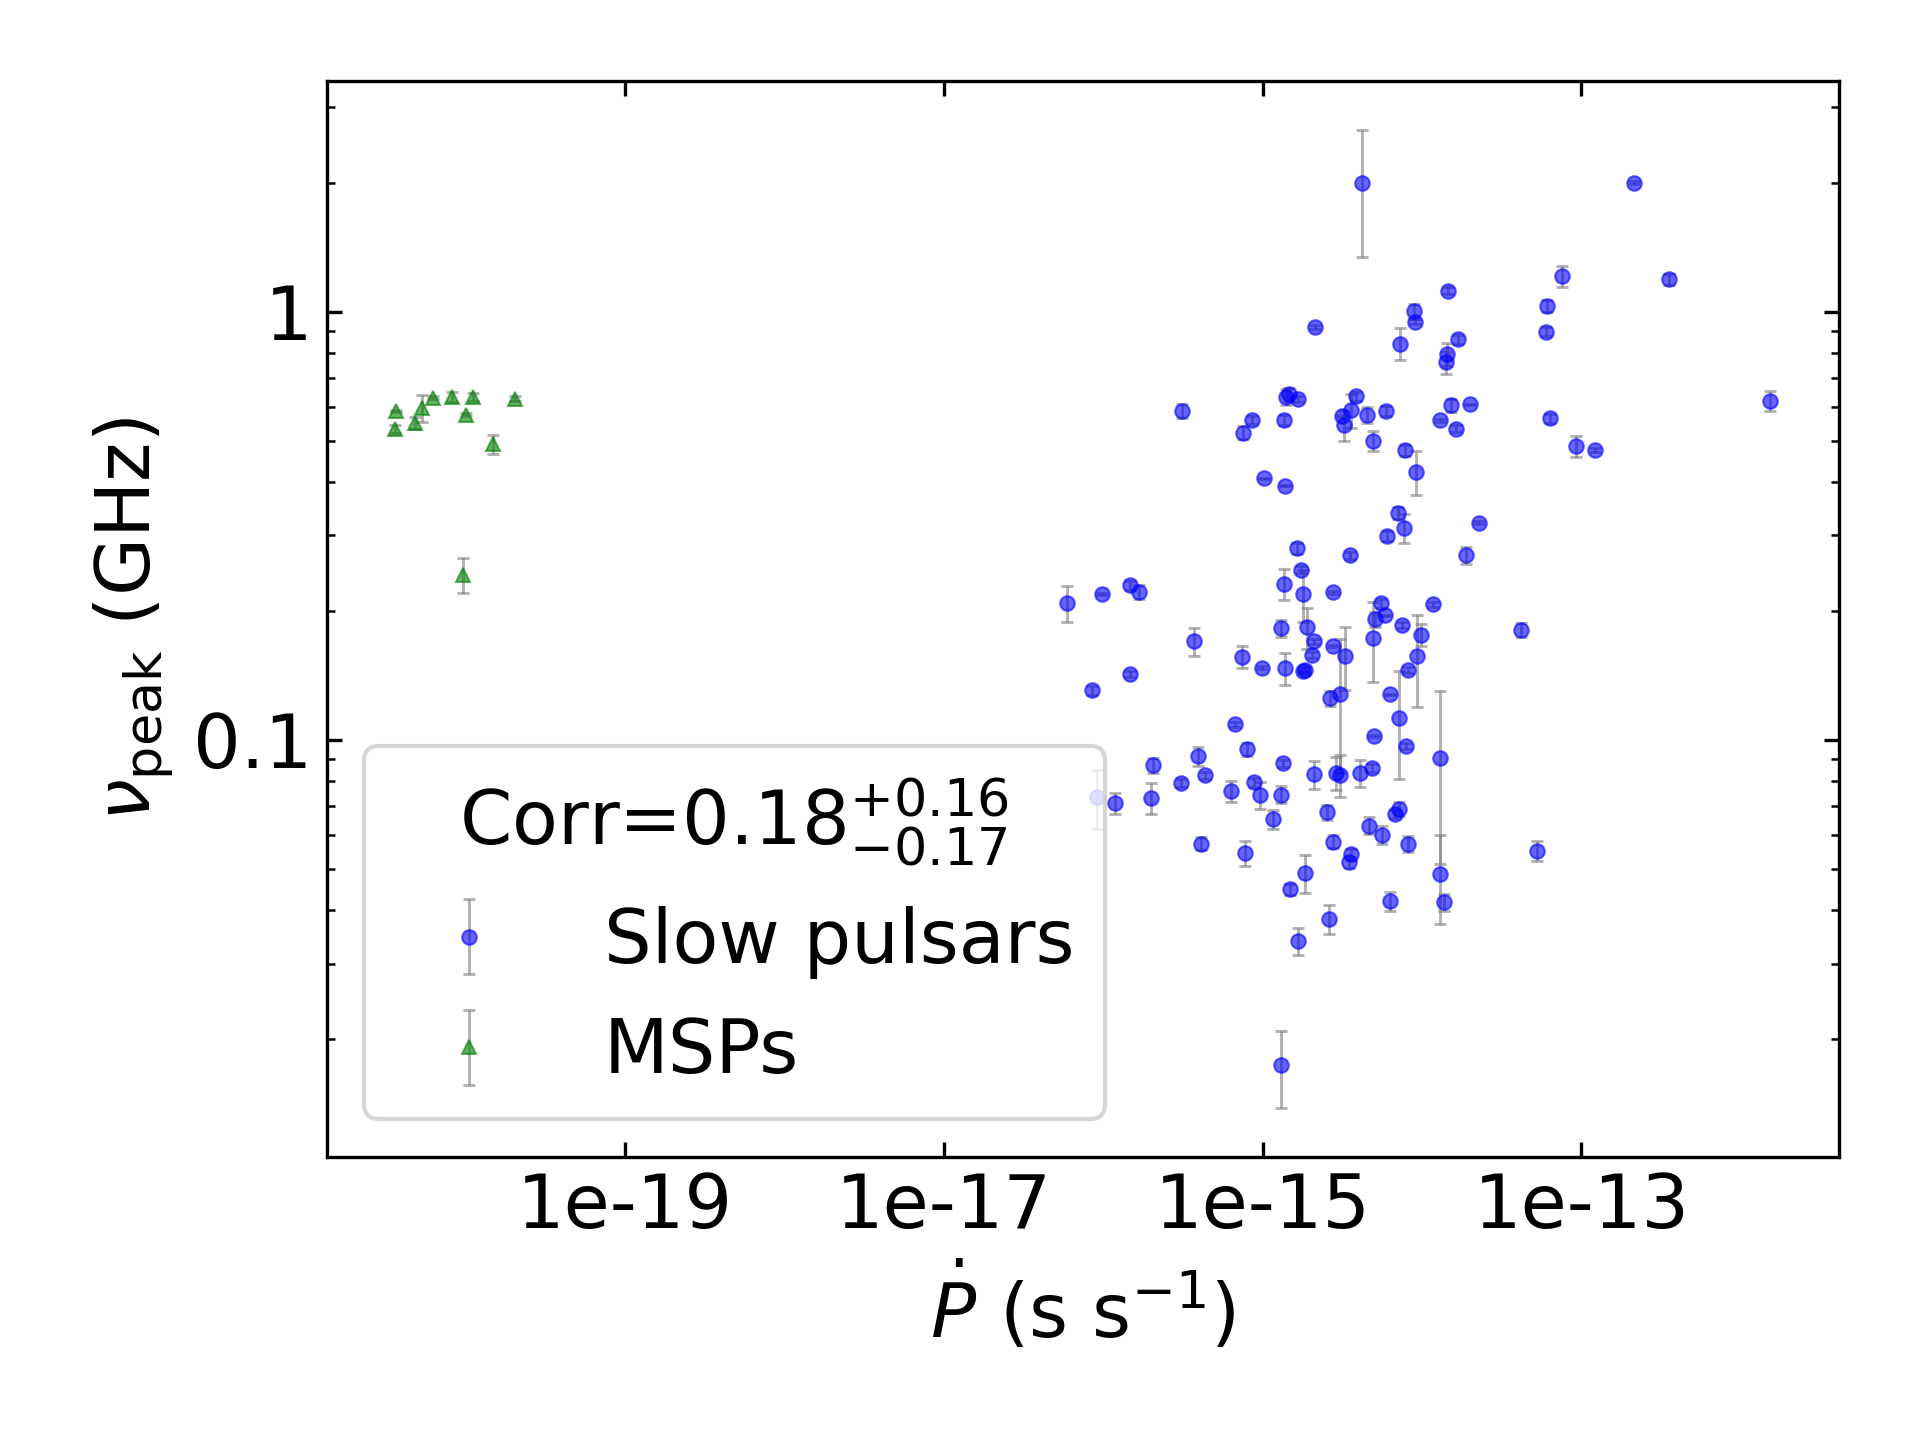 1
0.1
ν_peak (GHz)
Corr=0.18^{+0.16}_{−0.17}
Slow pulsars
MSPs
1e-19 1e-17 1e-15 1e-13
Ṗ (s s⁻¹)